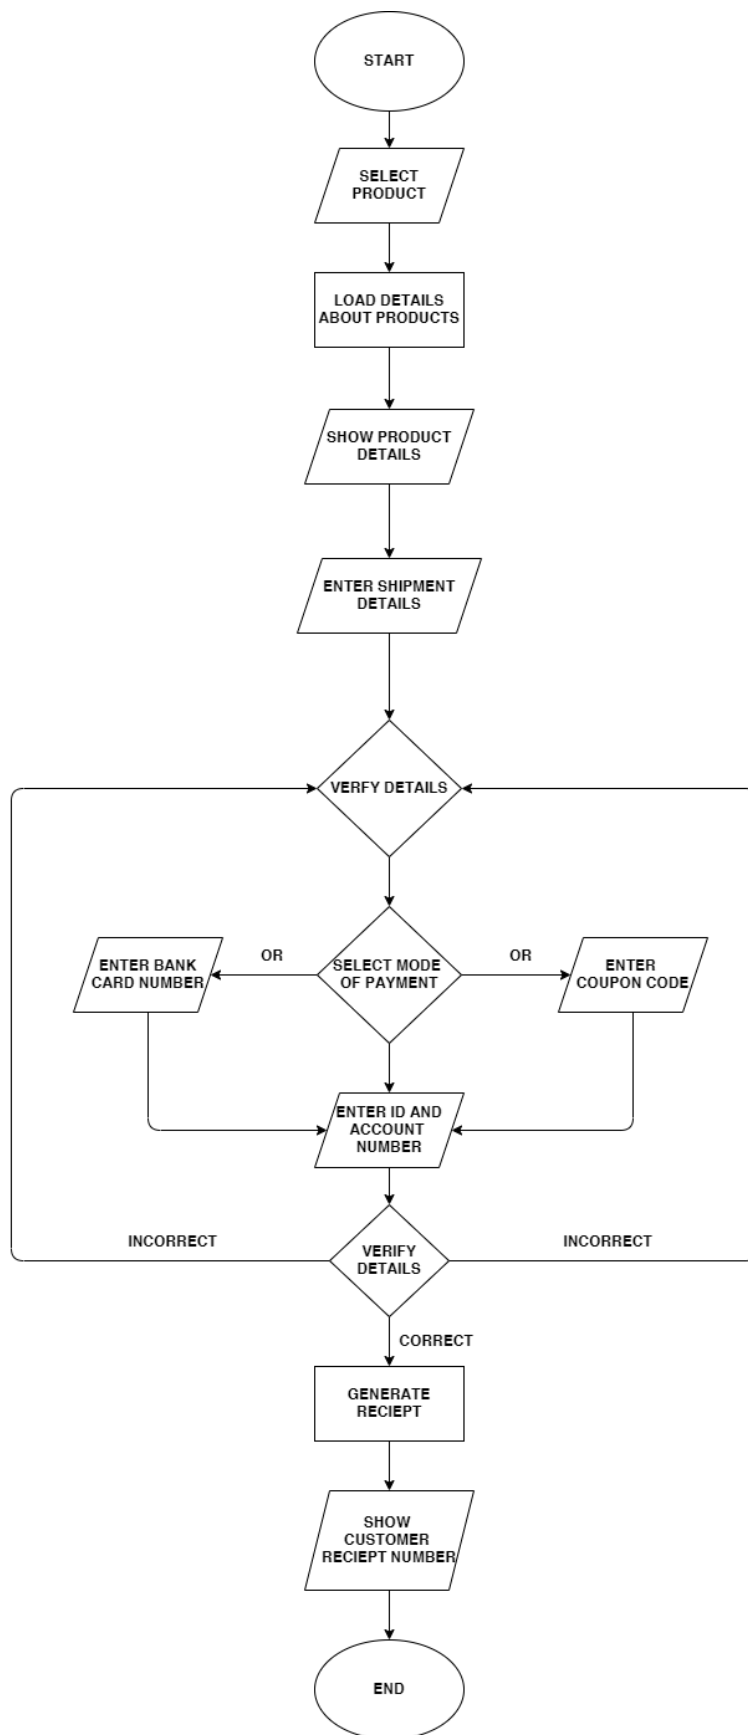 START
SELECT
PRODUCT
LOAD DETAILS
ABOUT PRODUCTS
SHOW PRODUCT
DETAILS
ENTER SHIPMENT
DETAILS
VERFY DETAILS
ENTER BANK
CARD NUMBER
OR
SELECT MODE
OF PAYMENT
OR
ENTER
COUPON CODE
ENTER ID AND
ACCOUNT
NUMBER
INCORRECT
VERIFY
DETAILS
INCORRECT
CORRECT
GENERATE
RECIEPT
SHOW
CUSTOMER
RECIEPT NUMBER
END